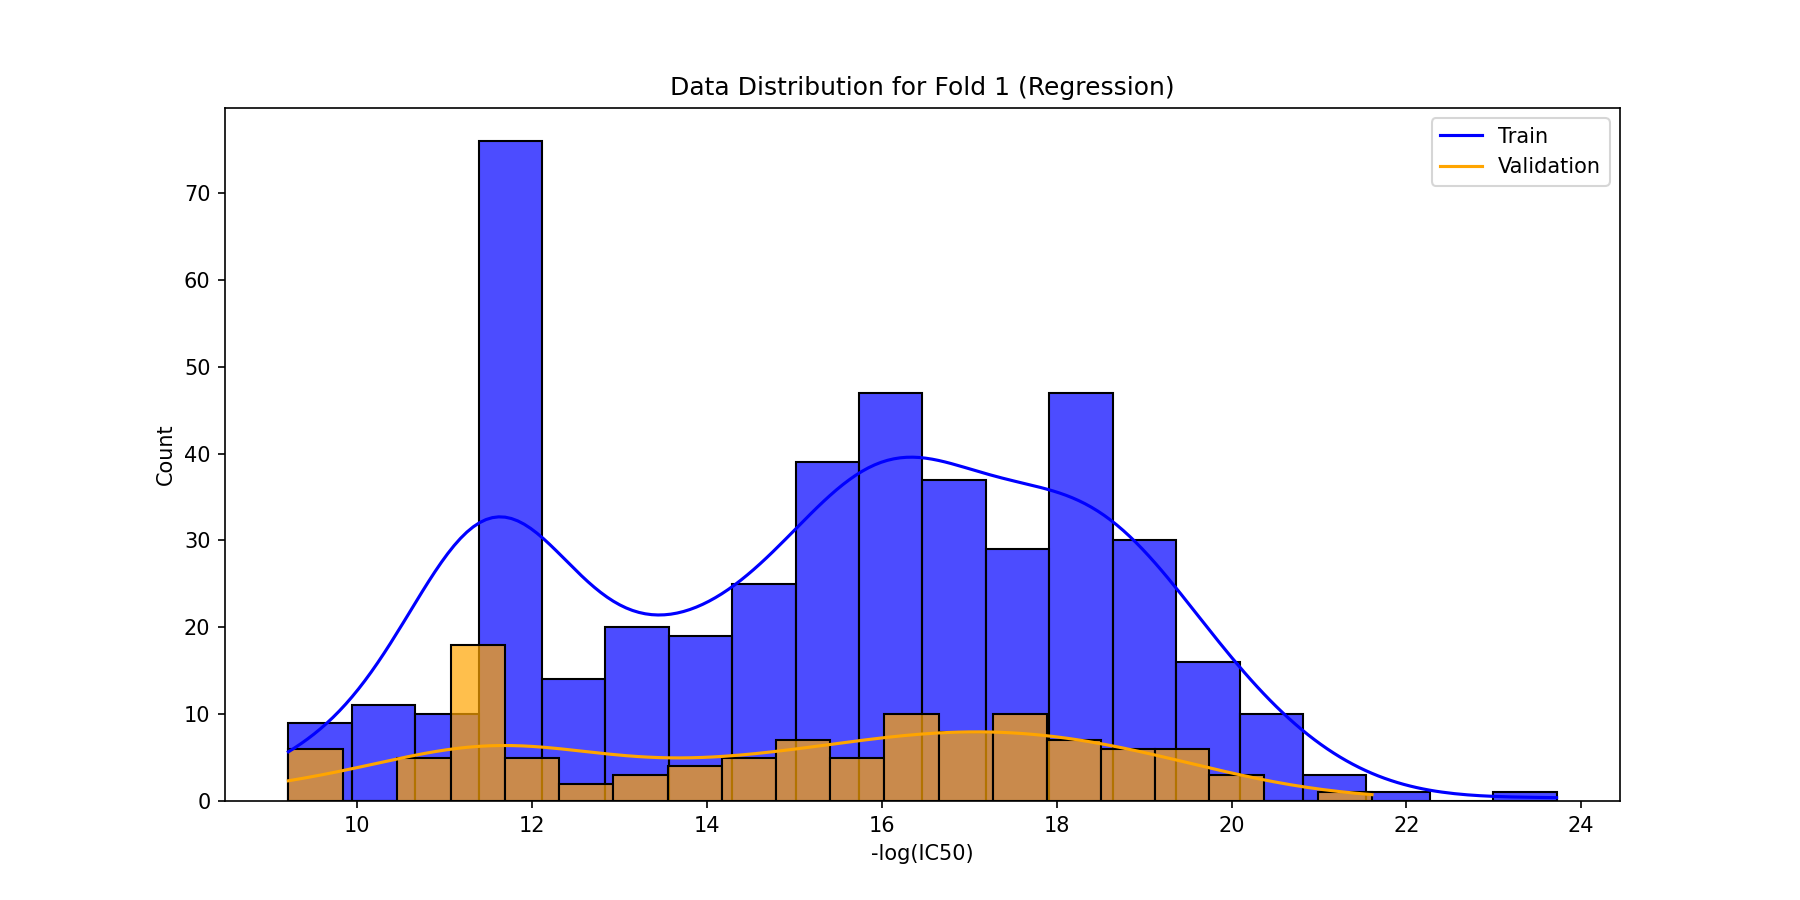 Data Distribution for Fold 1 (Regression)
Train
Validation
70
60
50
40
30
20
10
0
Count
10 12 14 16 18 20 22 24
-log(IC50)